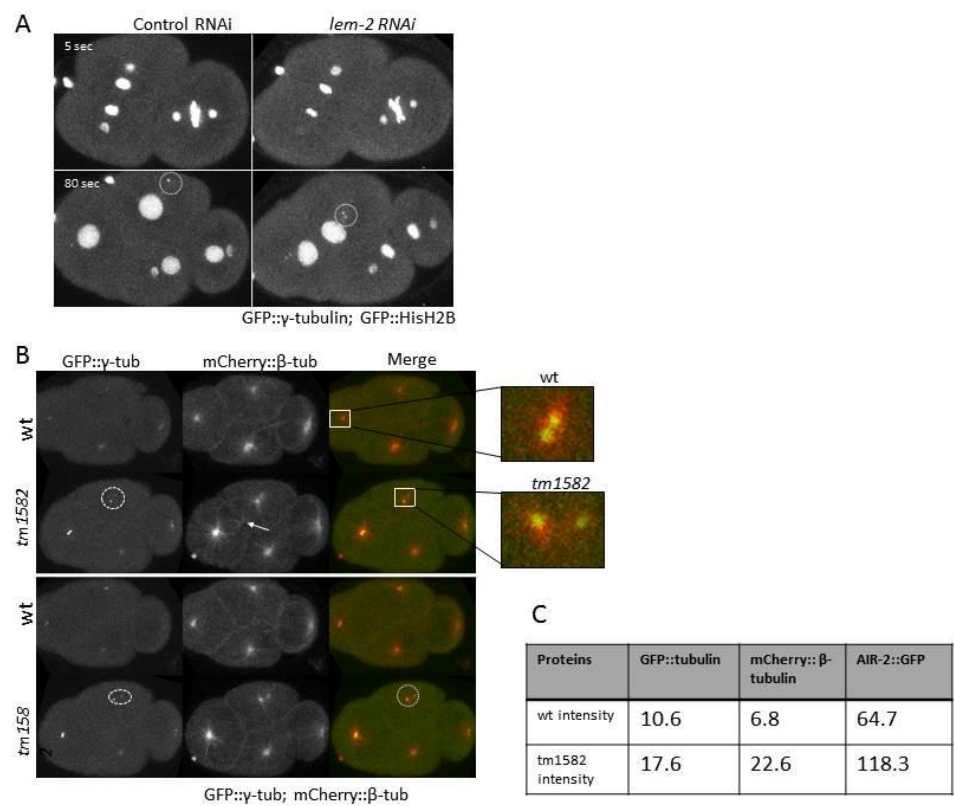 A
Control RNAi lem-2 RNAi
5 sec
80 sec
GFP::γ-tubulin; GFP::HisH2B
B
GFP::γ-tub mCherry::β-tub Merge
wt
wt
tm1582
tm1582
wt
tm158
2
GFP::γ-tub; mCherry::β-tub
C
Proteins GFP::tubulin mCherry:: β-
tubulin AIR-2::GFP
wt intensity 10.6 6.8 64.7
tm1582
intensity 17.6 22.6 118.3